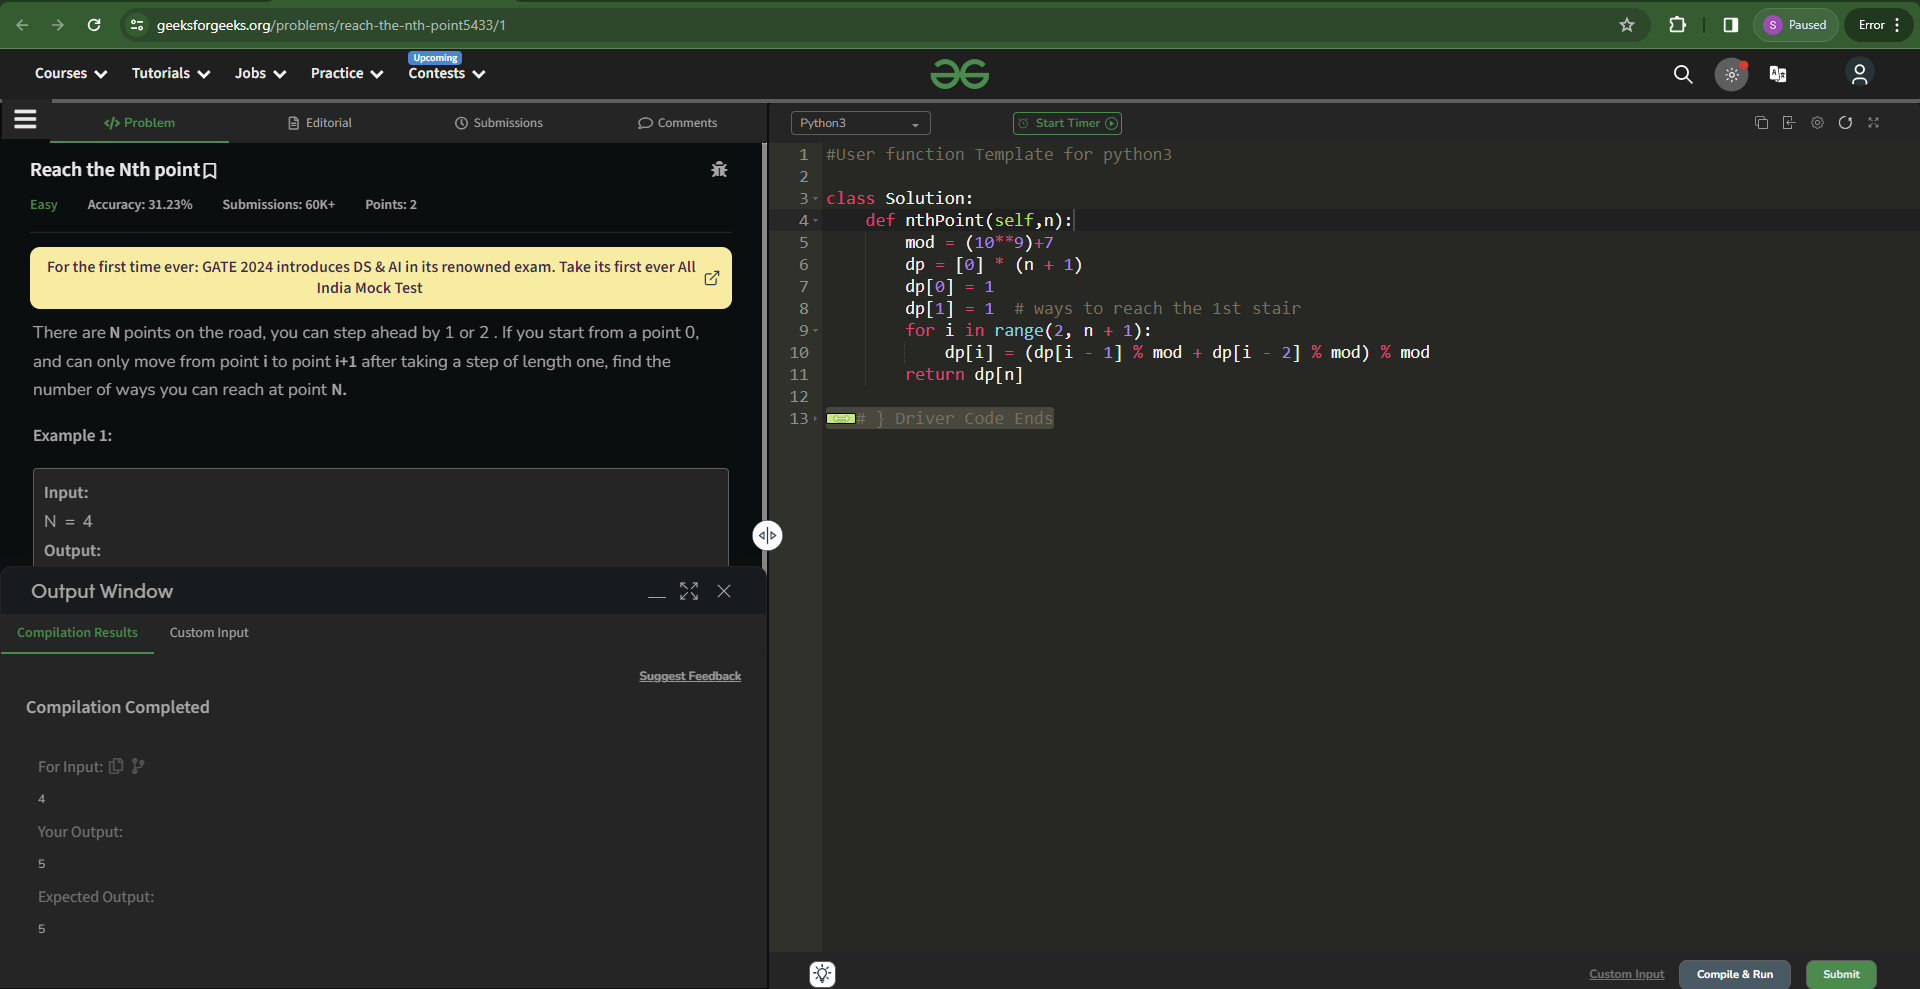 geeksforgeeks.org/problems/reach-the-nth-point5433/1
S Paused
Error
Courses
Tutorials
Jobs
Practice
Upcoming
Contests
Problem
Editorial
Submissions
Comments
Python3
Start Timer
Reach the Nth point
Easy Accuracy: 31.23% Submissions: 60K+ Points: 2
For the first time ever: GATE 2024 introduces DS & AI in its renowned exam. Take its first ever All
India Mock Test
There are N points on the road, you can step ahead by 1 or 2 . If you start from a point 0,
and can only move from point i to point i+1 after taking a step of length one, find the
number of ways you can reach at point N.
Example 1:
Input:
N = 4
Output:
Output Window
Compilation Results Custom Input
Suggest Feedback
Compilation Completed
For Input:
4
Your Output:
5
Expected Output:
5
1 #User function Template for python3
2
3 class Solution:
4 def nthPoint(self,n):
5 mod = (10**9)+7
6 dp = [0] * (n + 1)
7 dp[0] = 1
8 dp[1] = 1 # ways to reach the 1st stair
9 for i in range(2, n + 1):
10 dp[i] = (dp[i - 1] % mod + dp[i - 2] % mod) % mod
11 return dp[n]
12
13 # } Driver Code Ends
Custom Input Compile & Run Submit